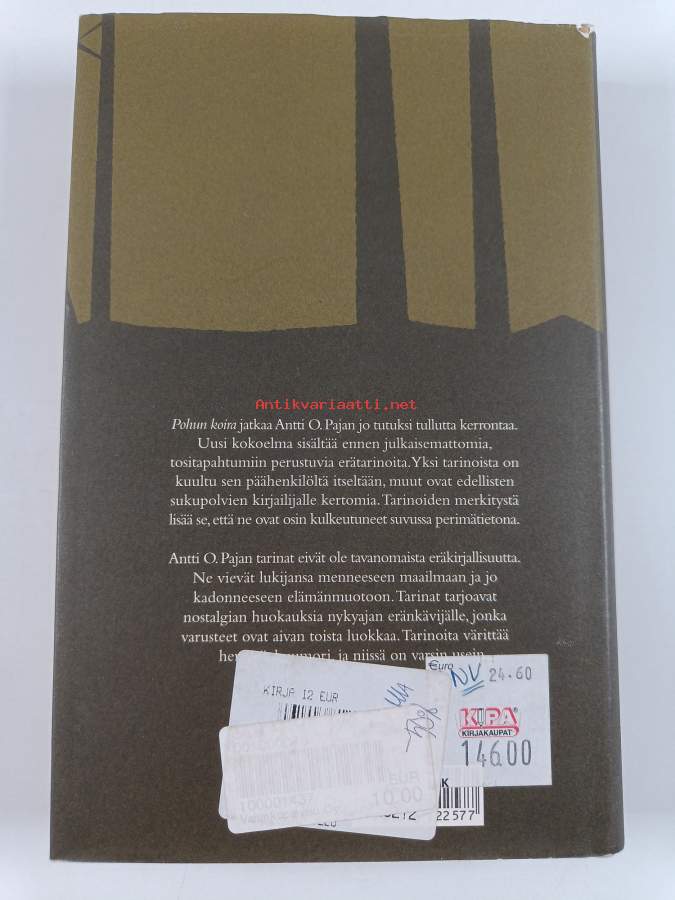 Antikvariaatti.net
Pohun koira jatkaa Antti O. Pajan jo tutuksi tullutta kerrontaa.
Uusi kokoelma sisältää ennen julkaisemattomia,
tositapahtumiin perustuvia erätarinoita. Yksi tarinoista on
kuultu sen päähenkilöltä itseltään, muut ovat edellisten
sukupolvien kirjailijalle kertomia. Tarinoiden merkitystä
lisää se, että ne ovat osin kulkeutuneet suvussa perimätietona.
Antti O. Pajan tarinat eivät ole tavanomaista eräkirjallisuutta.
Ne vievät lukijansa menneeseen maailmaan ja jo
kadonneeseen elämänmuotoon. Tarinat tarjoavat
nostalgian huokauksia nykyajan eränkävijälle, jonka
varusteet ovat aivan toista luokkaa. Tarinoita värittää
ja niissä on varsin usein
€uro
NV 24.60
KIRJA 12 EUR
KIPA
KIRJAKAUPAT
146.00
EUR
10.00
22577